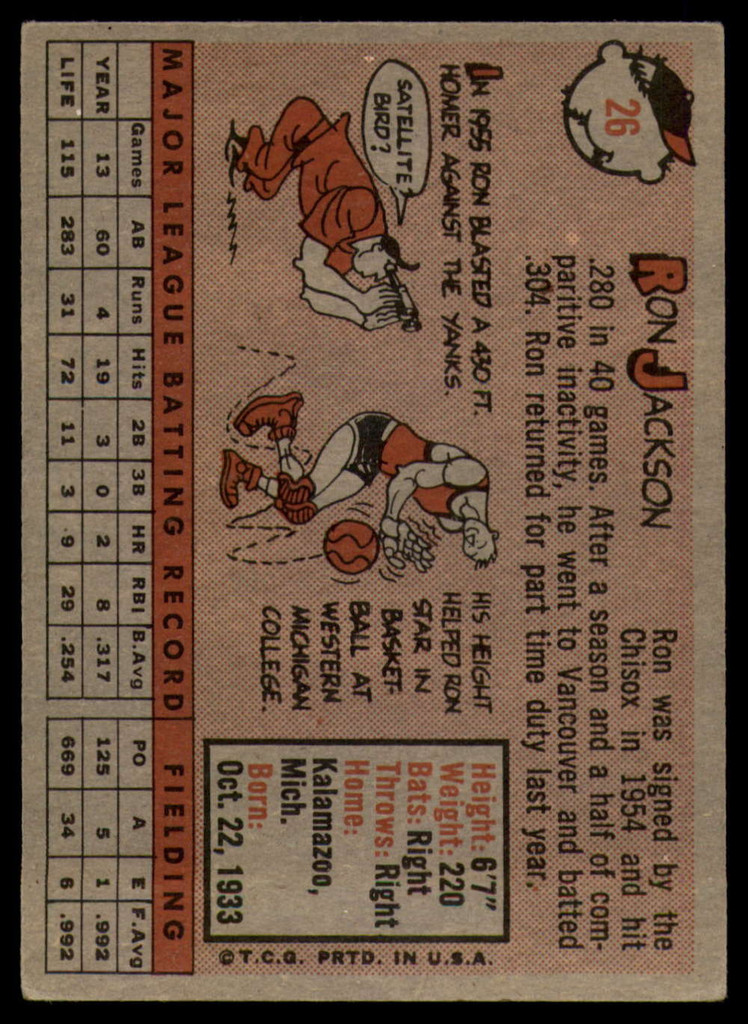 26
RON JACKSON
Ron was signed by the
Chisox in 1954 and hit
.280 in 40 games. After a season and a half of com-
paritive inactivity, he went to Vancouver and batted
.304. Ron returned for part time duty last year.
IN 1955 RON BLASTED A 430 FT.
HOMER AGAINST THE YANKS.
SATELLITE?
BIRD?
HIS HEIGHT
HELPED RON
STAR IN
BASKET-
BALL AT
WESTERN
MICHIGAN
COLLEGE.
Height: 6'7"
Weight: 220
Bats: Right
Throws: Right
Home:
Kalamazoo,
Mich.
Born:
Oct. 22, 1933
©T.C.G. PRTD. IN U.S.A.
MAJOR LEAGUE BATTING RECORD FIELDING
Games AB Runs Hits 2B 3B HR RBI B.Avg PO A E F.Avg
YEAR 13 60 4 19 3 0 2 8 .317 125 5 1 .992
LIFE 115 283 31 72 11 3 9 29 .254 669 34 6 .992